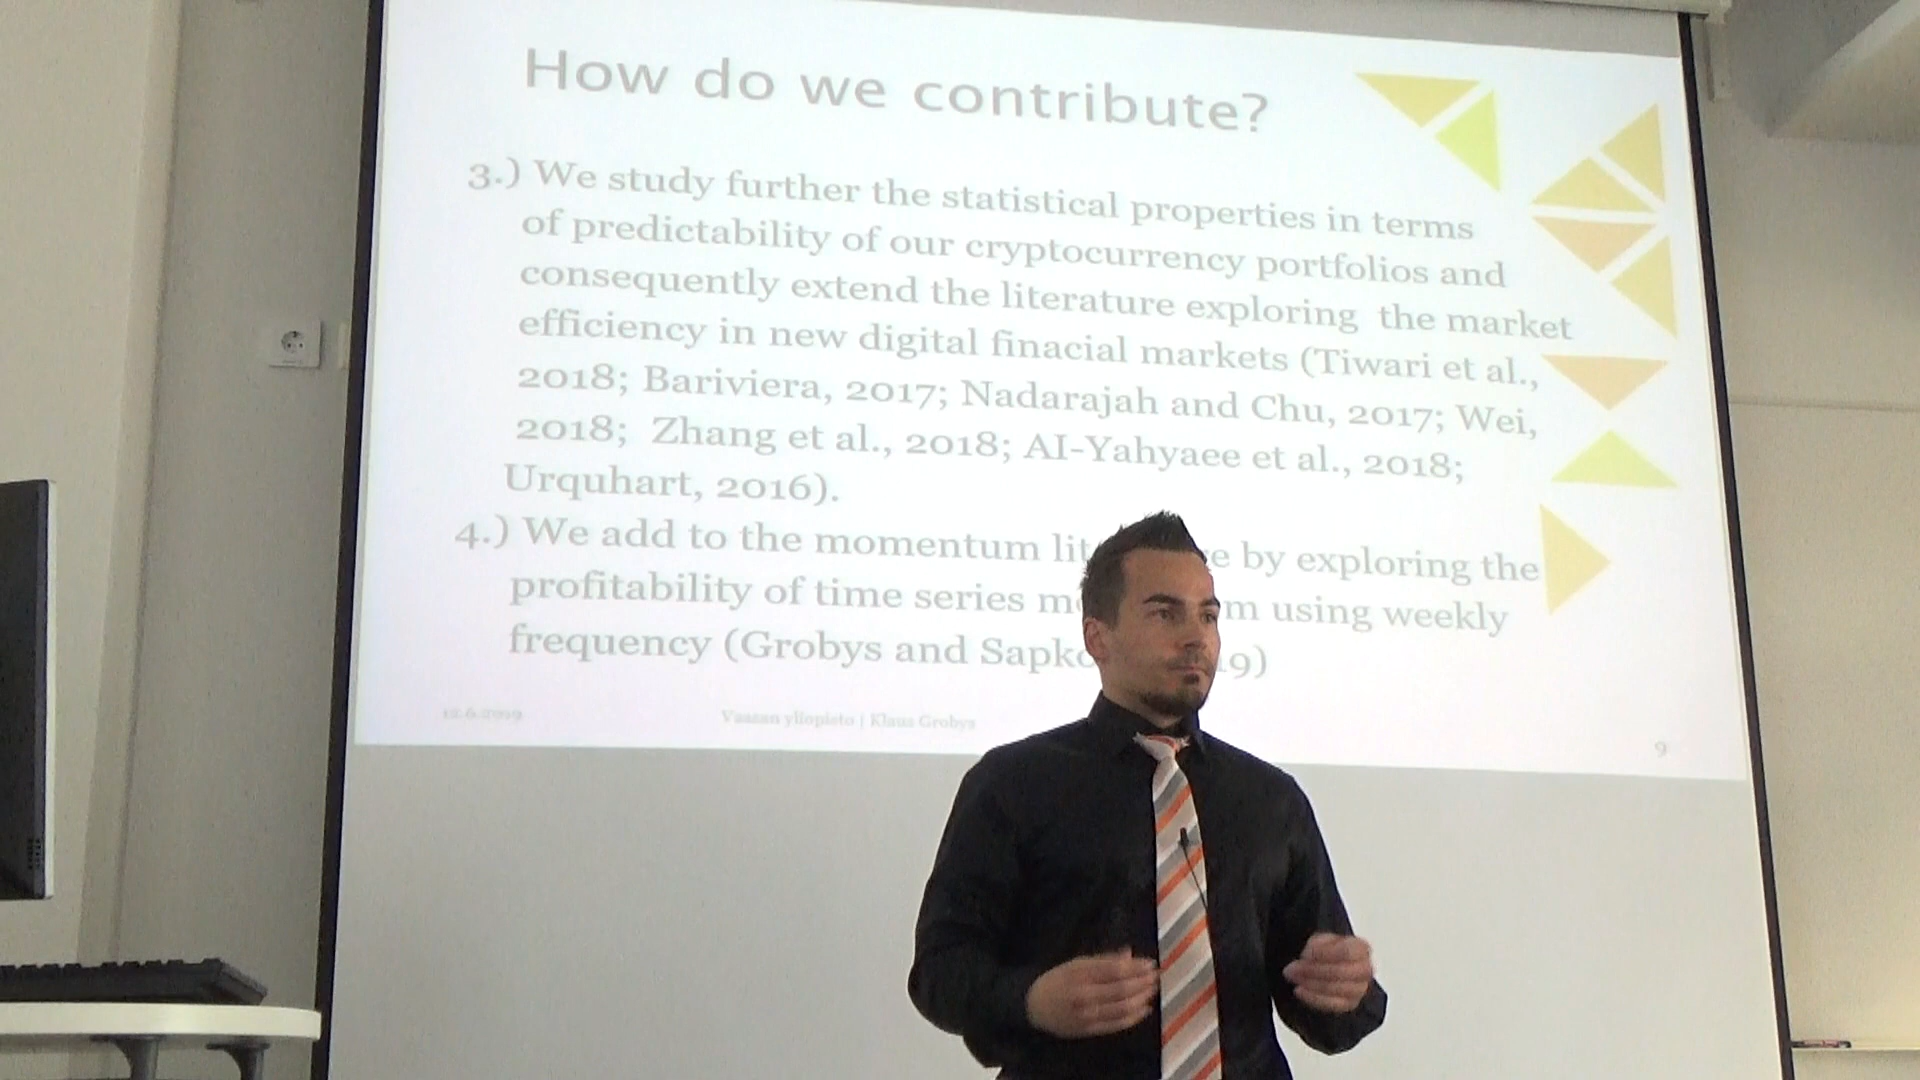 How do we contribute?
3.) We study further the statistical properties in terms
of predictability of our cryptocurrency portfolios and
consequently extend the literature exploring the market
efficiency in new digital finacial markets (Tiwari et al.,
2018; Bariviera, 2017; Nadarajah and Chu, 2017; Wei,
2018; Zhang et al., 2018; AI-Yahyaee et al., 2018;
Urquhart, 2016).
4.) We add to the momentum by exploring the
profitability of time series using weekly
frequency (Grobys and
12.6.2019
Vaasan yliopisto | Klaus Grobys
9